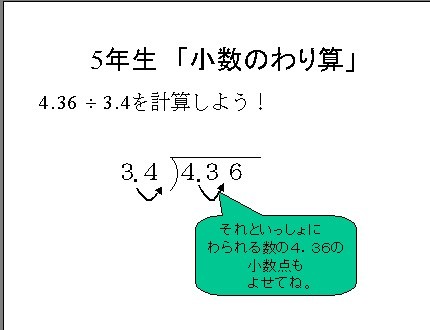 5年生　「小数のわり算」
4.36 ÷ 3.4を計算しよう！
3.4 4.3 6
それといっしょに
わられる数の4．36の
小数点も
よせてね。